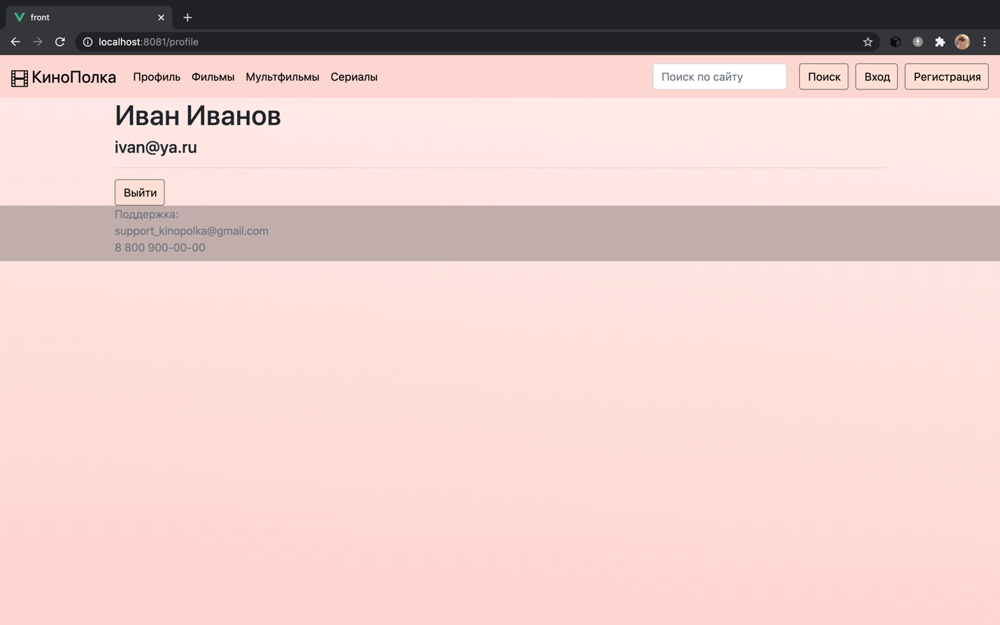 front
localhost:8081/profile
КиноПолка Профиль Фильмы Мультфильмы Сериалы Поиск по сайту Поиск Вход Регистрация
Иван Иванов
ivan@ya.ru
Выйти
Поддержка:
support_kinopolka@gmail.com
8 800 900-00-00